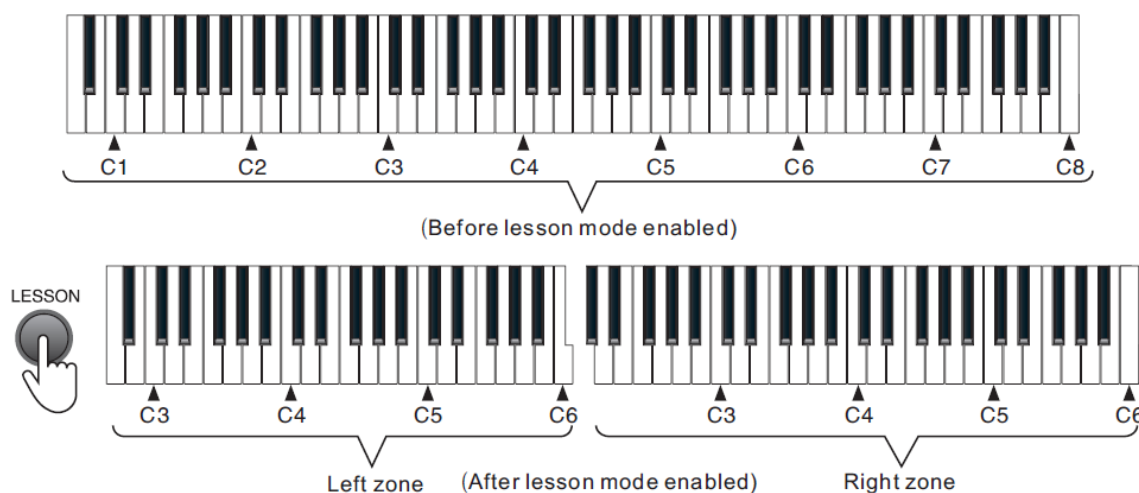 C1 C2 C3 C4 C5 C6 C7 C8
(Before lesson mode enabled)
LESSON
C3 C4 C5 C6 C3 C4 C5 C6
Left zone (After lesson mode enabled) Right zone